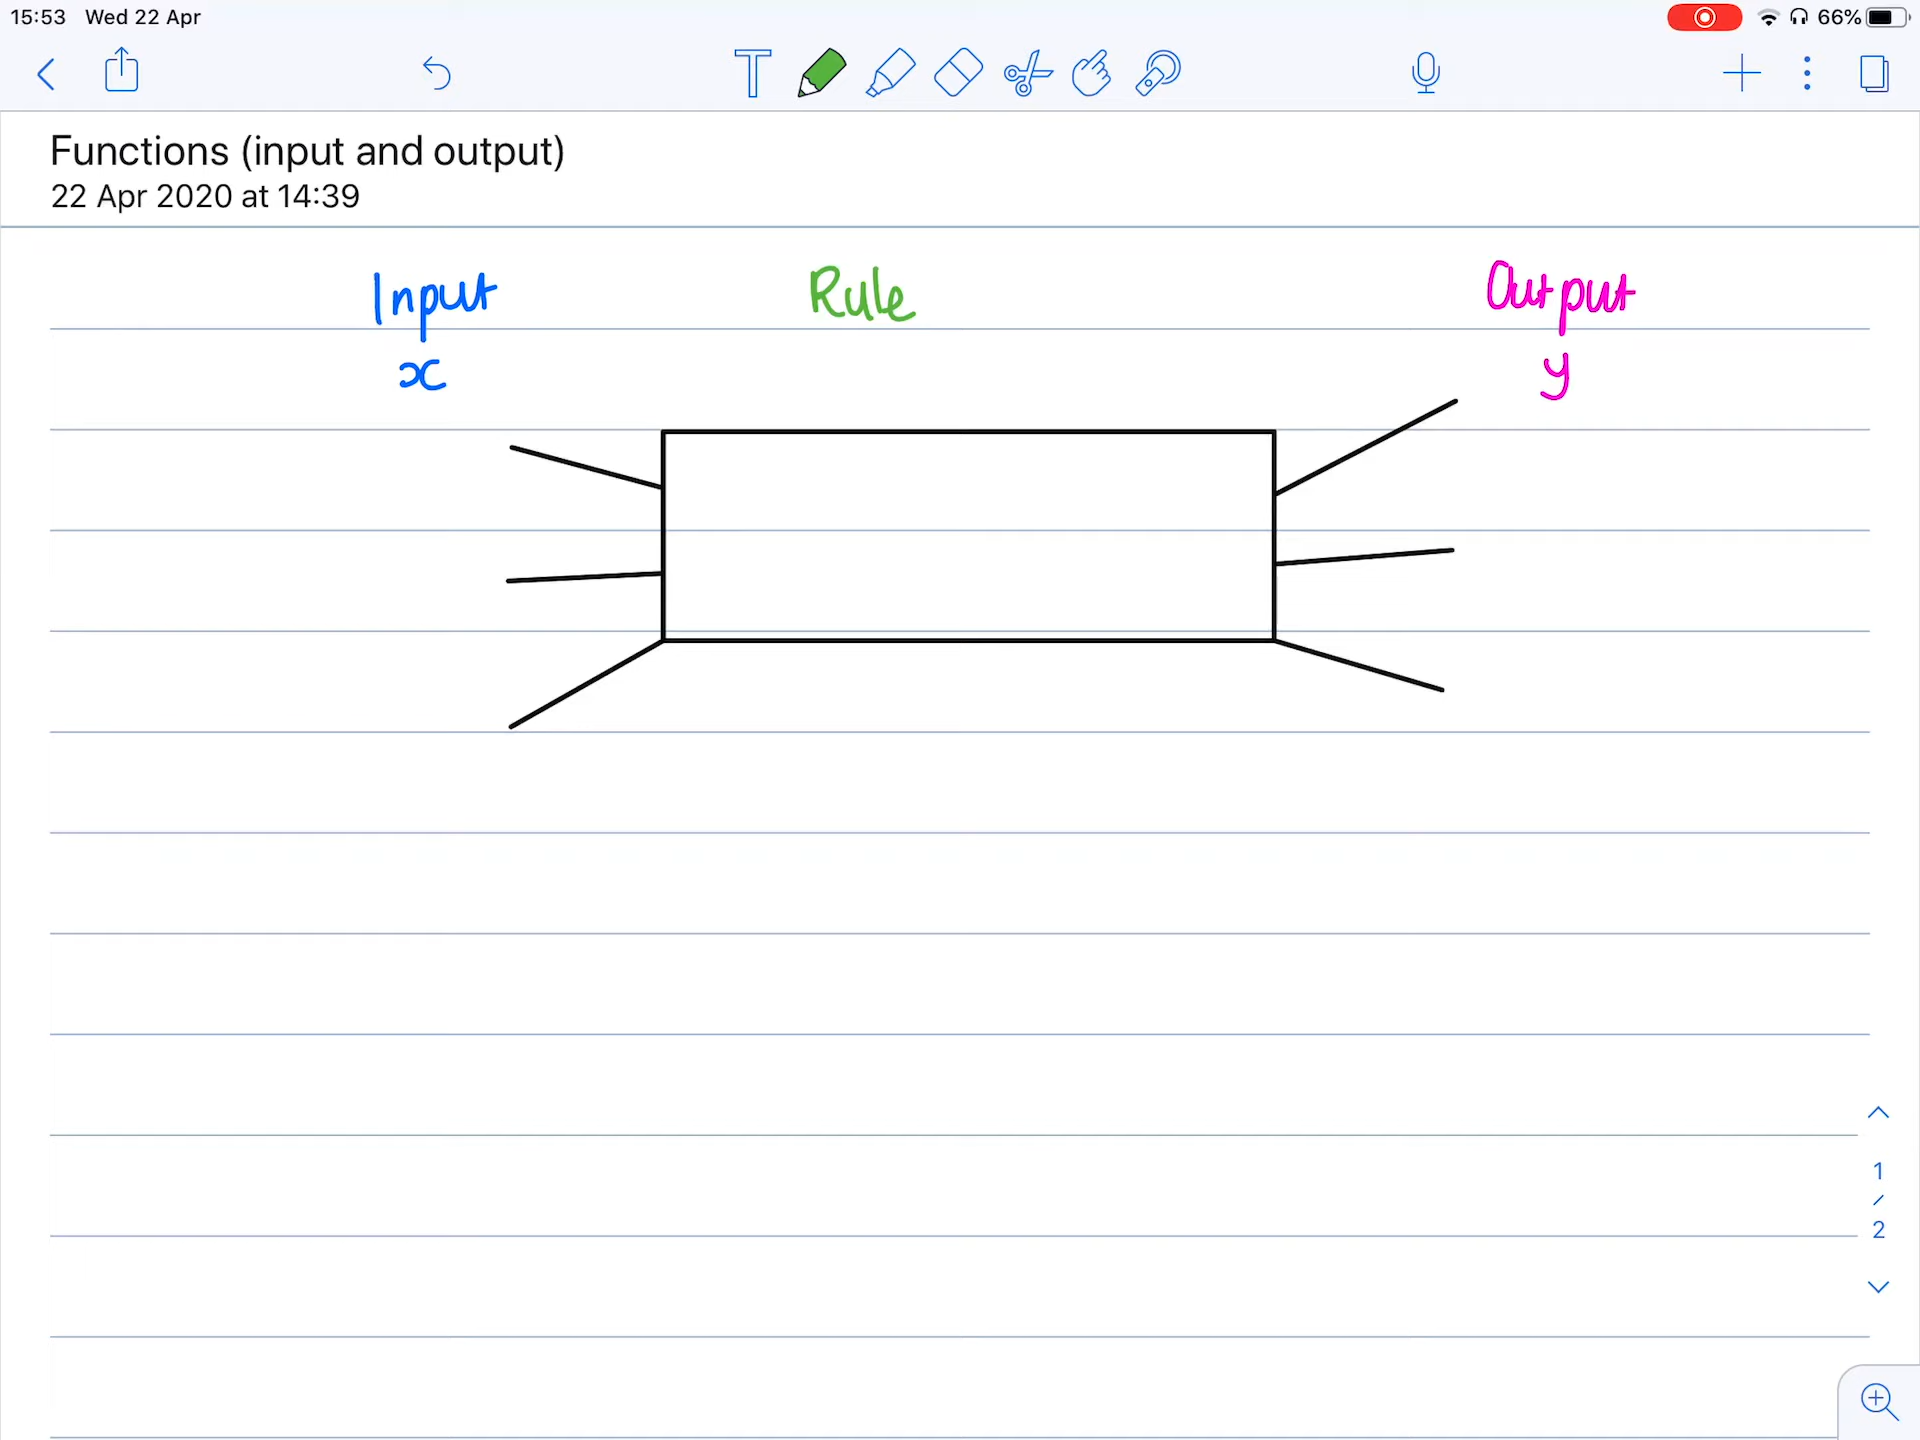 15:53 Wed 22 Apr 66%
T
Functions (input and output)
22 Apr 2020 at 14:39
Input Rule Output
x y
1
/
2